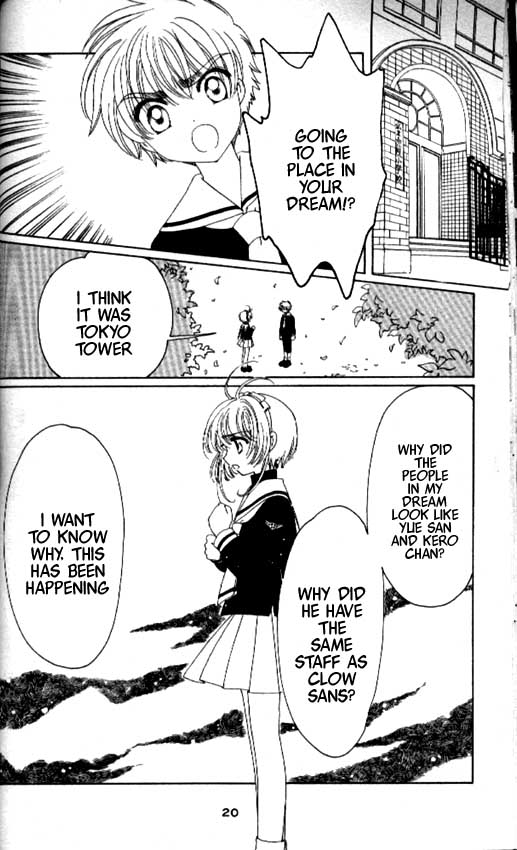 GOING
TO THE
PLACE IN
YOUR
DREAM!?
I THINK
IT WAS
TOKYO
TOWER
WHY DID
THE
PEOPLE
IN MY
DREAM
LOOK LIKE
YUE SAN
AND KERO
CHAN?
WHY DID
HE HAVE
THE
SAME
STAFF AS
CLOW
SANS?
I WANT
TO KNOW
WHY. THIS
HAS BEEN
HAPPENING
20